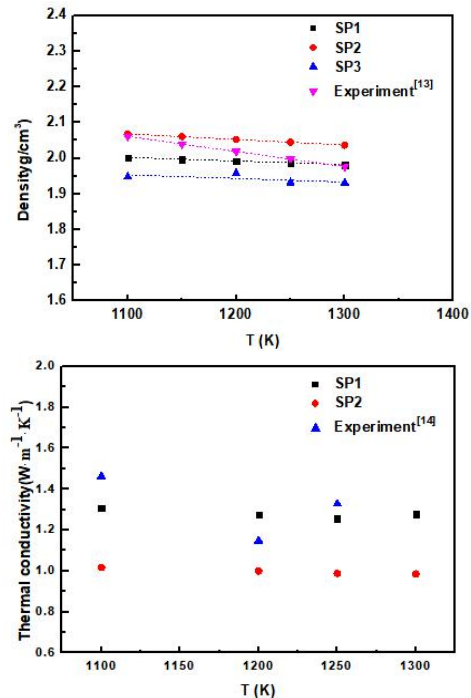 2.4
2.3
2.2
2.1
2.0
1.9
1.8
1.7
1.6
Densityg/cm³)
SP1
SP2
SP3
Experiment[13]
1100 1200 1300 1400
T (K)
2.0
1.8
1.6
1.4
1.2
1.0
0.8
0.6
Thermal conductivity(W·m⁻¹·K⁻¹)
SP1
SP2
Experiment[14]
1100 1150 1200 1250 1300
T (K)